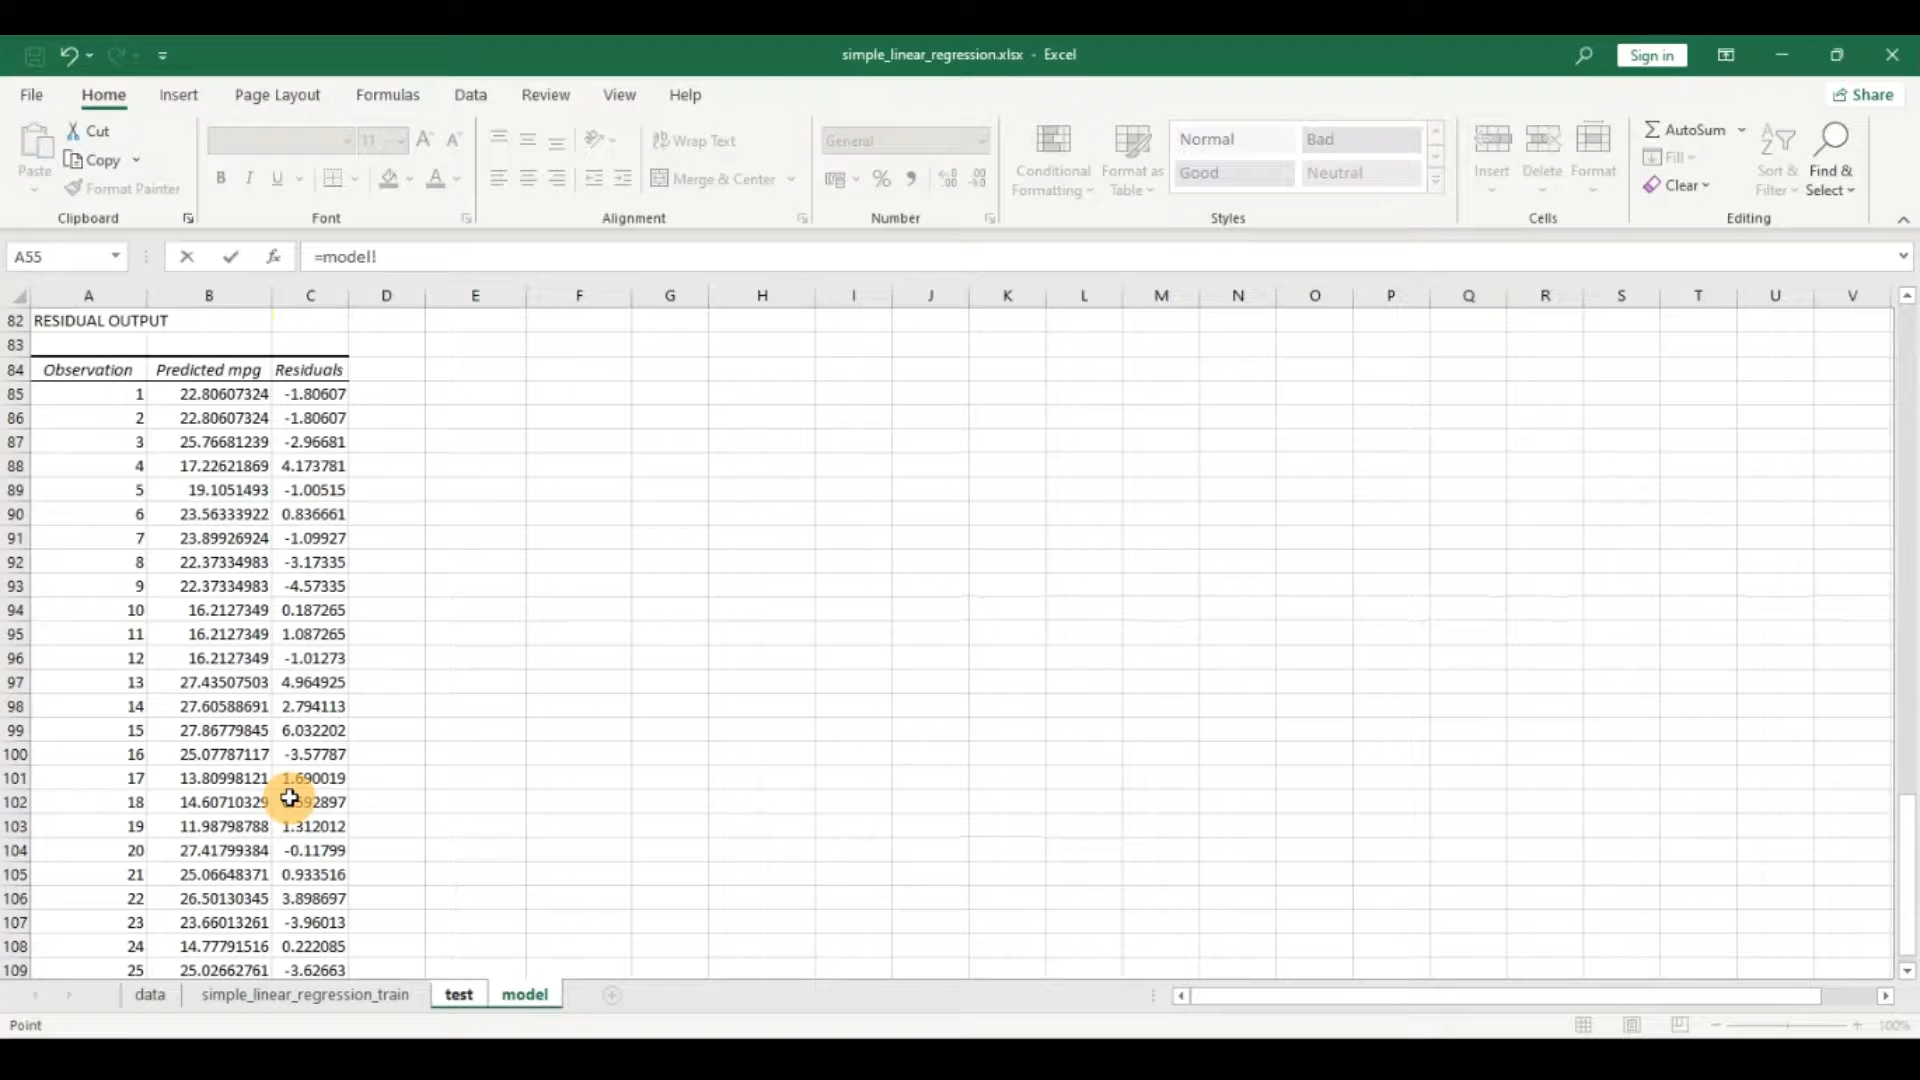 simple_linear_regression.xlsx - Excel
Sign in
File Home Insert Page Layout Formulas Data Review View Help Share
Paste
Cut
Copy
Format Painter
Clipboard
11
B I U
Font
Wrap Text
Merge & Center
Alignment
General
Number
Conditional Formatting
Format as Table
Normal Bad
Good Neutral
Styles
Insert Delete Format
Cells
AutoSum
Fill
Clear
Sort & Filter
Find & Select
Editing
A55 fx =model!
A B C D E F G H I J K L M N O P Q R S T U V
82 RESIDUAL OUTPUT
83
84 Observation Predicted mpg Residuals
85 1 22.80607324 -1.80607
86 2 22.80607324 -1.80607
87 3 25.76681239 -2.96681
88 4 17.22621869 4.173781
89 5 19.1051493 -1.00515
90 6 23.56333922 0.836661
91 7 23.89926924 -1.09927
92 8 22.37334983 -3.17335
93 9 22.37334983 -4.57335
94 10 16.2127349 0.187265
95 11 16.2127349 1.087265
96 12 16.2127349 -1.01273
97 13 27.43507503 4.964925
98 14 27.60588691 2.794113
99 15 27.86779845 6.032202
100 16 25.07787117 -3.57787
101 17 13.80998121 1.690019
102 18 14.60710329
103 19 11.98798788 1.312012
104 20 27.41799384 -0.11799
105 21 25.06648371 0.933516
106 22 26.50130345 3.898697
107 23 23.66013261 -3.96013
108 24 14.77791516 0.222085
109 25 25.02662761 -3.62663
data simple_linear_regression_train test model
Point 100%